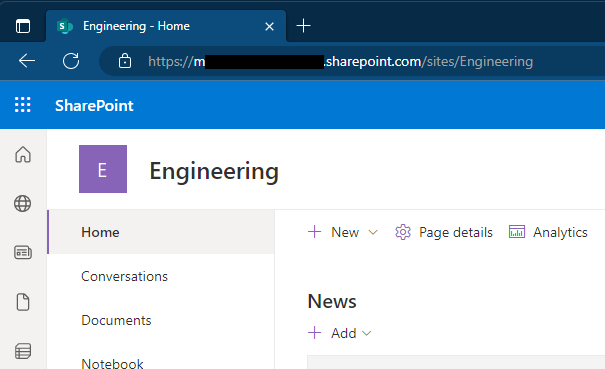 Engineering - Home
https://m .sharepoint.com/sites/Engineering
SharePoint
E Engineering
Home
Conversations
Documents
Notebook
New Page details Analytics
News
Add